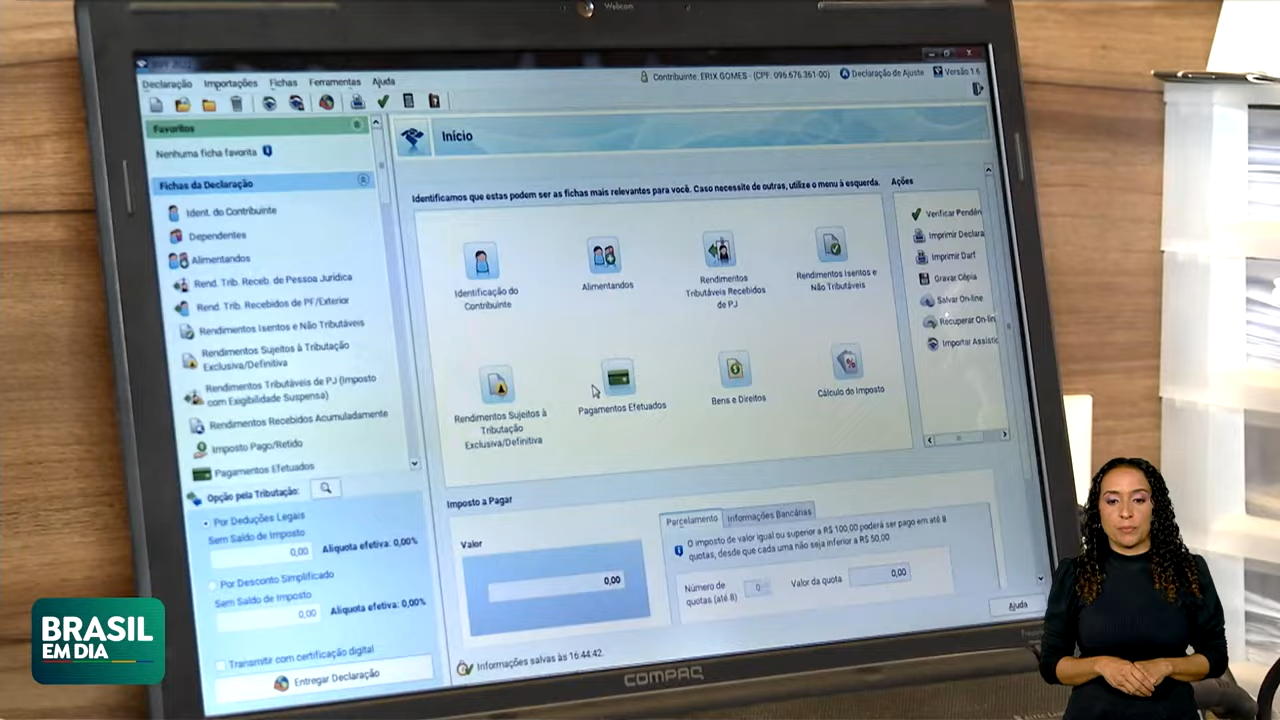 Webcam
Declaração Importações Fichas Ferramentas Ajuda
Contribuinte: ERIX GOMES - (CPF: 096.676.361-00)
Declaração de Ajuste
Versão 1.6
Favoritos
Nenhuma ficha favorita
Fichas da Declaração
Ident. do Contribuinte
Dependentes
Alimentandos
Rend. Trib. Receb. de Pessoa Jurídica
Rend. Trib. Recebidos de PF/Exterior
Rendimentos Isentos e Não Tributáveis
Rendimentos Sujeitos à Tributação
Exclusiva/Definitiva
Rendimentos Tributáveis de PJ (Imposto
com Exigibilidade Suspensa)
Rendimentos Recebidos Acumuladamente
Imposto Pago/Retido
Pagamentos Efetuados
Opção pela Tributação:
Por Deduções Legais
Sem Saldo de Imposto
0,00 Alíquota efetiva: 0,00%
Por Desconto Simplificado
Sem Saldo de Imposto
0,00 Alíquota efetiva: 0,00%
Transmitir com certificação digital
Entregar Declaração
Início
Identificamos que estas podem ser as fichas mais relevantes para você. Caso necessite de outras, utilize o menu à esquerda.
Identificação do
Contribuinte
Alimentandos
Rendimentos
Tributáveis Recebidos
de PJ
Rendimentos Isentos e
Não Tributáveis
Rendimentos Sujeitos à
Tributação
Exclusiva/Definitiva
Pagamentos Efetuados
Bens e Direitos
Cálculo do Imposto
Ações
Verificar Pendên
Imprimir Declara
Imprimir Darf
Gravar Cópia
Salvar On-line
Recuperar On-lin
Importar Assistic
Imposto a Pagar
Valor
0,00
Parcelamento
Informações Bancárias
O imposto de valor igual ou superior a R$ 100,00 poderá ser pago em até 8
quotas, desde que cada uma não seja inferior a R$ 50,00.
Número de
quotas (até 8)
0
Valor da quota
0,00
Ajuda
Informações salvas às 16:44:42.
COMPAQ
BRASIL
EM DIA